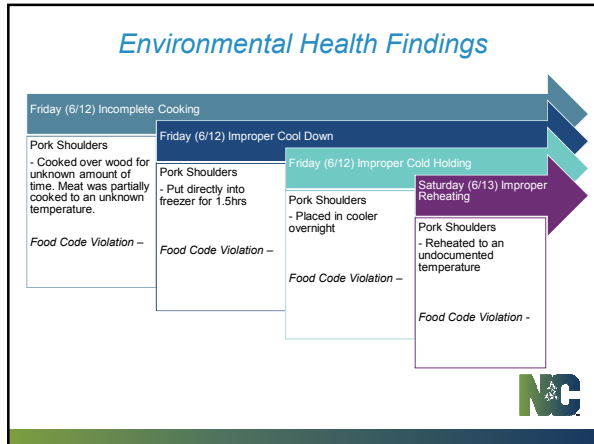 Environmental Health Findings
Friday (6/12) Incomplete Cooking
Pork Shoulders
- Cooked over wood for
unknown amount of
time. Meat was partially
cooked to an unknown
temperature.
Food Code Violation –
Friday (6/12) Improper Cool Down
Pork Shoulders
- Put directly into
freezer for 1.5hrs
Food Code Violation –
Friday (6/12) Improper Cold Holding
Pork Shoulders
- Placed in cooler
overnight
Food Code Violation –
Saturday (6/13) Improper
Reheating
Pork Shoulders
- Reheated to an
undocumented
temperature
Food Code Violation -
NC